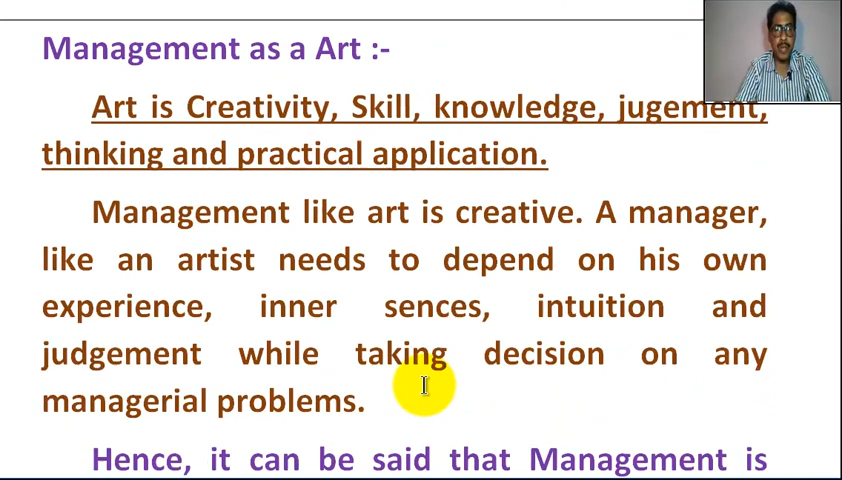 Management as a Art :-
Art is Creativity, Skill, knowledge, jugement,
thinking and practical application.
Management like art is creative. A manager,
like an artist needs to depend on his own
experience, inner sences, intuition and
judgement while taking decision on any
managerial problems.
Hence, it can be said that Management is